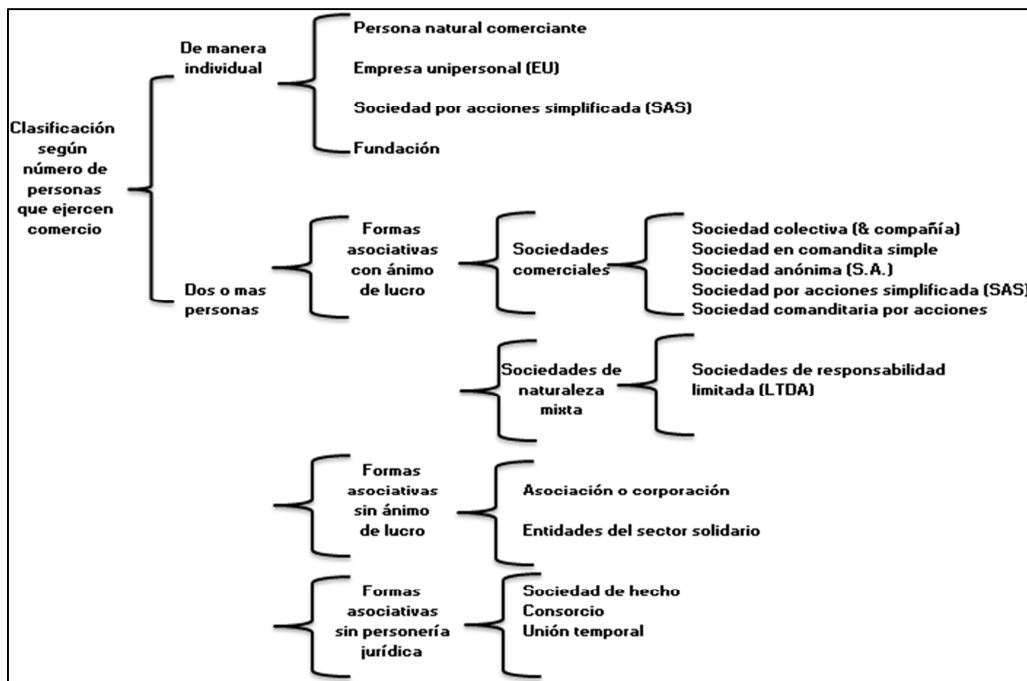 Clasificación
según
número de
personas
que ejercen
comercio
De manera
individual
Persona natural comerciante
Empresa unipersonal (EU)
Sociedad por acciones simplificada (SAS)
Fundación
Dos o mas
personas
Formas
asociativas
con ánimo
de lucro
Sociedades
comerciales
Sociedad colectiva (& compañía)
Sociedad en comandita simple
Sociedad anónima (S.A.)
Sociedad por acciones simplificada (SAS)
Sociedad comanditaria por acciones
Sociedades de
naturaleza
mixta
Sociedades de responsabilidad
limitada (LTDA)
Formas
asociativas
sin ánimo
de lucro
Asociación o corporación
Entidades del sector solidario
Formas
asociativas
sin personería
jurídica
Sociedad de hecho
Consorcio
Unión temporal